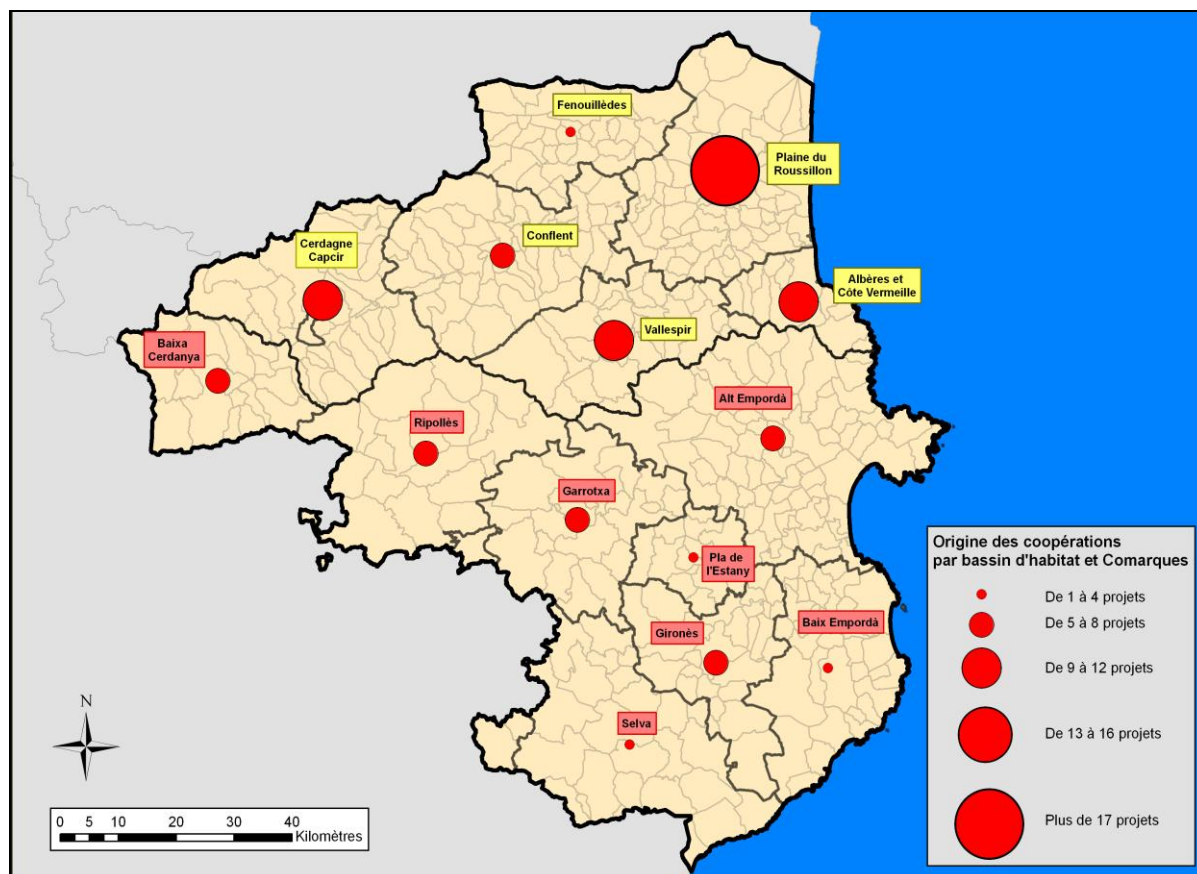 Fenouillèdes
Plaine du
Roussillon
Conflent
Cerdagne
Capcir
Albères et
Côte Vermeille
Vallespir
Baixa
Cerdanya
Alt Empordà
Ripollès
Garrotxa
Pla de
l'Estany
Baix Empordà
Gironès
Selva
N
0 5 10 20 30 40
Kilomètres
Origine des coopérations
par bassin d'habitat et Comarques
De 1 à 4 projets
De 5 à 8 projets
De 9 à 12 projets
De 13 à 16 projets
Plus de 17 projets